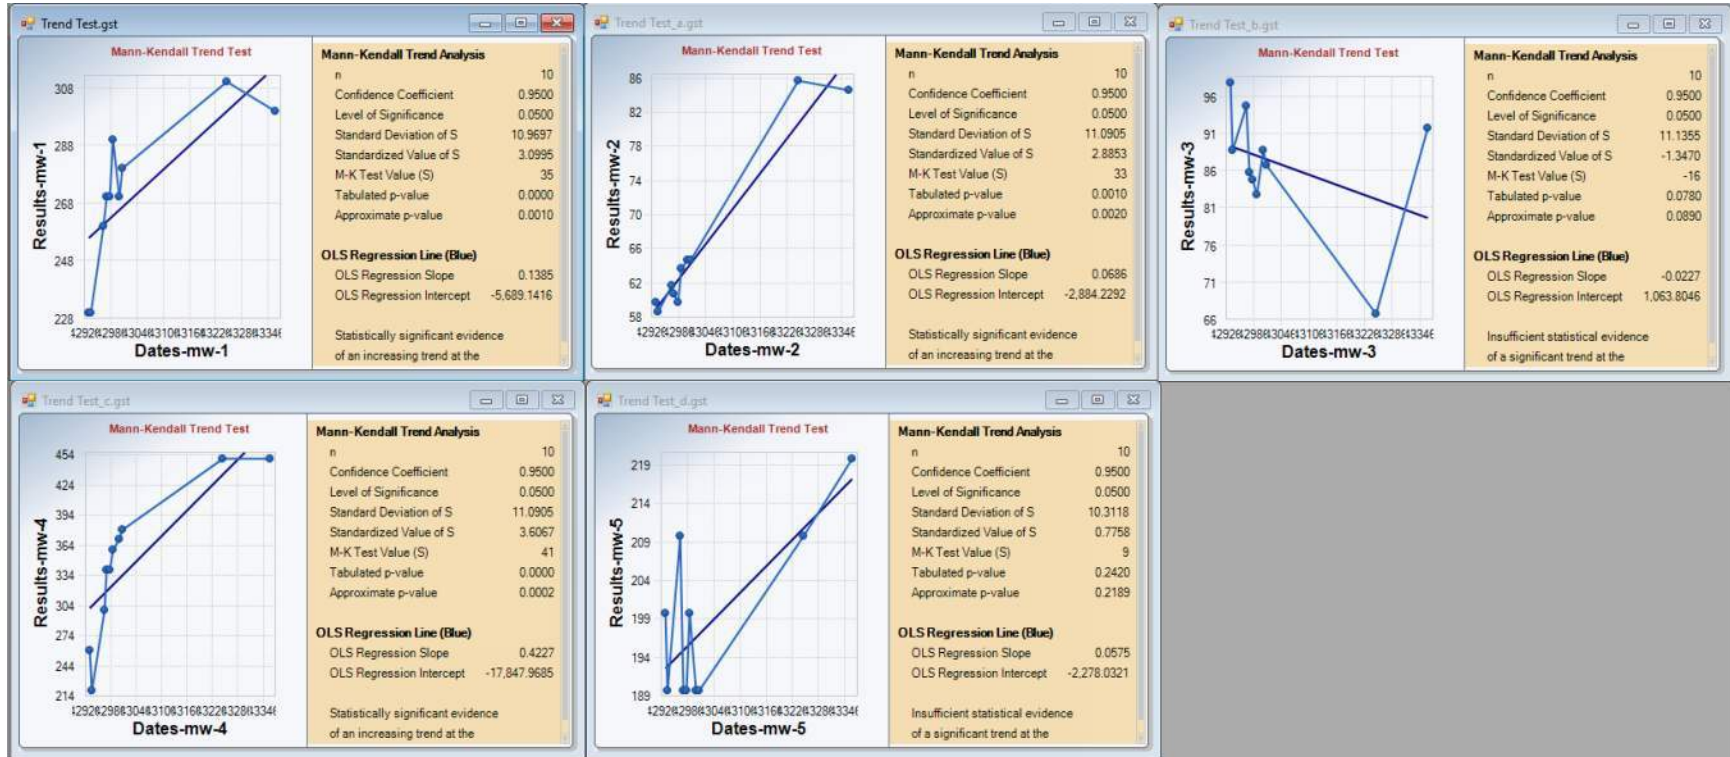 Trend Test.gst
Mann-Kendall Trend Test
308
288
268
248
228
Results-mw-1
Dates-mw-1
Mann-Kendall Trend Analysis
n 10
Confidence Coefficient 0.9500
Level of Significance 0.0500
Standard Deviation of S 10.9697
Standardized Value of S 3.0995
M-K Test Value (S) 35
Tabulated p-value 0.0000
Approximate p-value 0.0010
OLS Regression Line (Blue)
OLS Regression Slope 0.1385
OLS Regression Intercept -5,689.1416
Statistically significant evidence
of an increasing trend at the
Trend Test_a.gst
Mann-Kendall Trend Test
86
82
78
74
70
66
62
58
Results-mw-2
Dates-mw-2
Mann-Kendall Trend Analysis
n 10
Confidence Coefficient 0.9500
Level of Significance 0.0500
Standard Deviation of S 11.0905
Standardized Value of S 2.8853
M-K Test Value (S) 33
Tabulated p-value 0.0010
Approximate p-value 0.0020
OLS Regression Line (Blue)
OLS Regression Slope 0.0686
OLS Regression Intercept -2,884.2292
Statistically significant evidence
of an increasing trend at the
Trend Test_b.gst
Mann-Kendall Trend Test
96
91
86
81
76
71
66
Results-mw-3
Dates-mw-3
Mann-Kendall Trend Analysis
n 10
Confidence Coefficient 0.9500
Level of Significance 0.0500
Standard Deviation of S 11.1355
Standardized Value of S -1.3470
M-K Test Value (S) -16
Tabulated p-value 0.0780
Approximate p-value 0.0890
OLS Regression Line (Blue)
OLS Regression Slope -0.0227
OLS Regression Intercept 1,063.8046
Insufficient statistical evidence
of a significant trend at the
Trend Test_c.gst
Mann-Kendall Trend Test
454
424
394
364
334
304
274
244
214
Results-mw-4
Dates-mw-4
Mann-Kendall Trend Analysis
n 10
Confidence Coefficient 0.9500
Level of Significance 0.0500
Standard Deviation of S 11.0905
Standardized Value of S 3.6067
M-K Test Value (S) 41
Tabulated p-value 0.0000
Approximate p-value 0.0002
OLS Regression Line (Blue)
OLS Regression Slope 0.4227
OLS Regression Intercept -17,847.9685
Statistically significant evidence
of an increasing trend at the
Trend Test_d.gst
Mann-Kendall Trend Test
219
214
209
204
199
194
189
Results-mw-5
Dates-mw-5
Mann-Kendall Trend Analysis
n 10
Confidence Coefficient 0.9500
Level of Significance 0.0500
Standard Deviation of S 10.3118
Standardized Value of S 0.7758
M-K Test Value (S) 9
Tabulated p-value 0.2420
Approximate p-value 0.2189
OLS Regression Line (Blue)
OLS Regression Slope 0.0575
OLS Regression Intercept -2,278.0321
Insufficient statistical evidence
of a significant trend at the